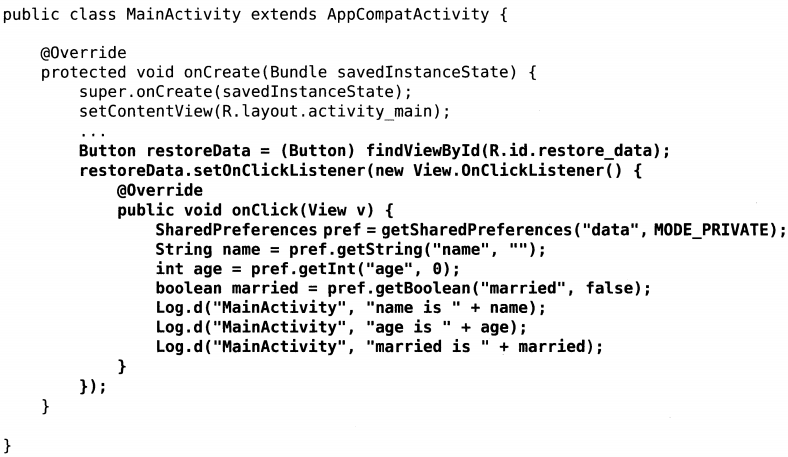 public class MainActivity extends AppCompatActivity {
@Override
protected void onCreate(Bundle savedInstanceState) {
super.onCreate(savedInstanceState);
setContentView(R.layout.activity_main);
...
Button restoreData = (Button) findViewById(R.id.restore_data);
restoreData.setOnClickListener(new View.OnClickListener() {
@Override
public void onClick(View v) {
SharedPreferences pref = getSharedPreferences("data", MODE_PRIVATE);
String name = pref.getString("name", "");
int age = pref.getInt("age", 0);
boolean married = pref.getBoolean("married", false);
Log.d("MainActivity", "name is " + name);
Log.d("MainActivity", "age is " + age);
Log.d("MainActivity", "married is " + married);
}
});
}
}